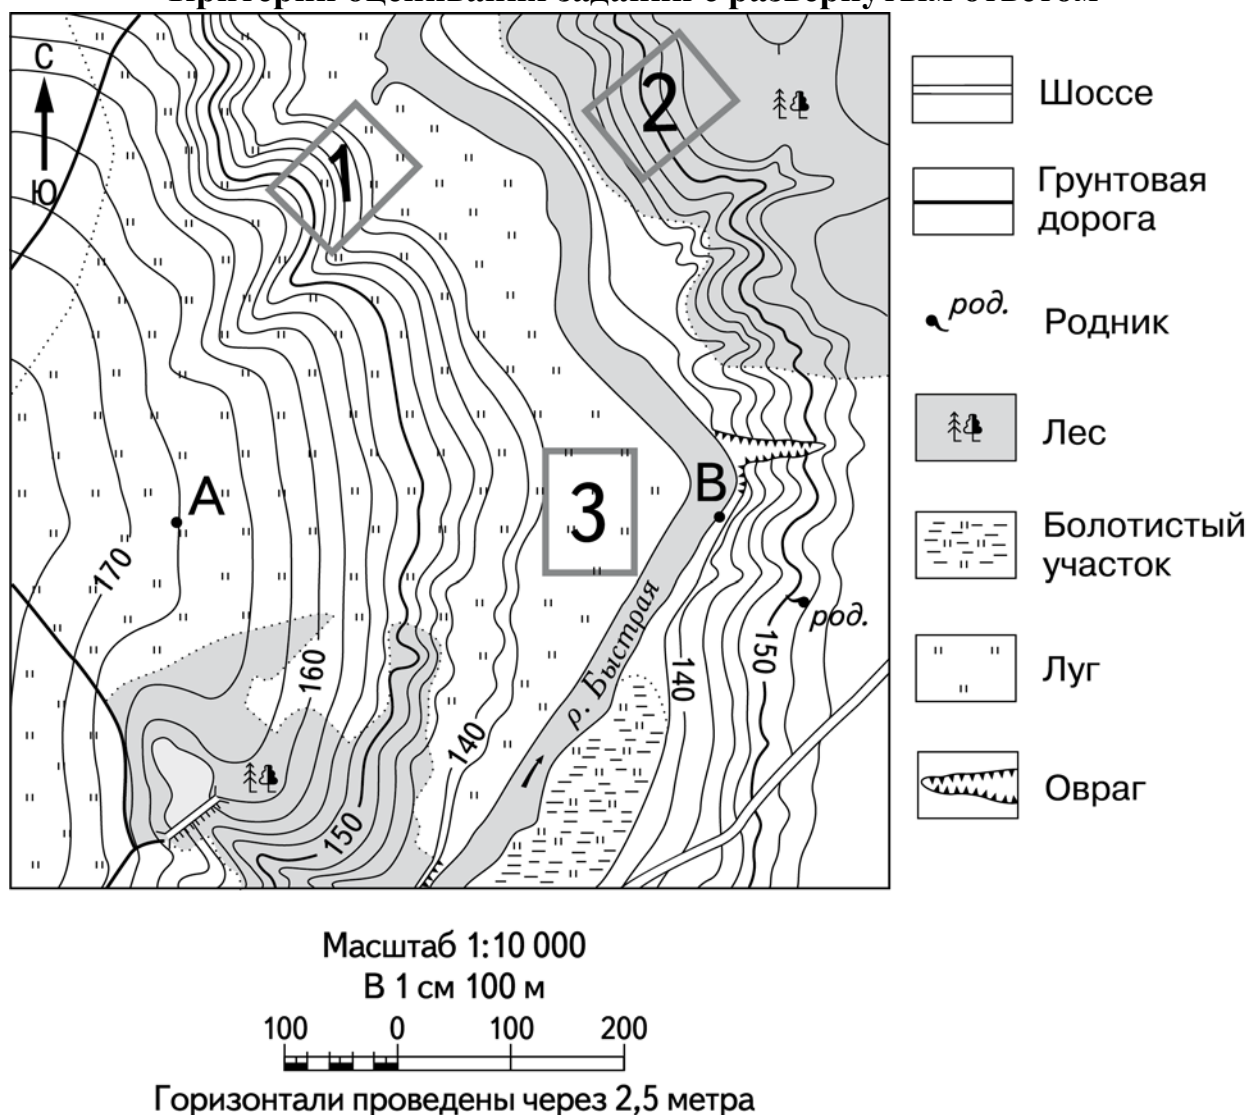 Критерии оценивания заданий с развёрнутым ответом
С
Ю
1
2
3
А
В
170
160
150
140
140
150
р. Быстрая
род.
Шоссе
Грунтовая
дорога
род.
Родник
Лес
Болотистый
участок
Луг
Овраг
Масштаб 1:10 000
В 1 см 100 м
100 0 100 200
Горизонтали проведены через 2,5 метра